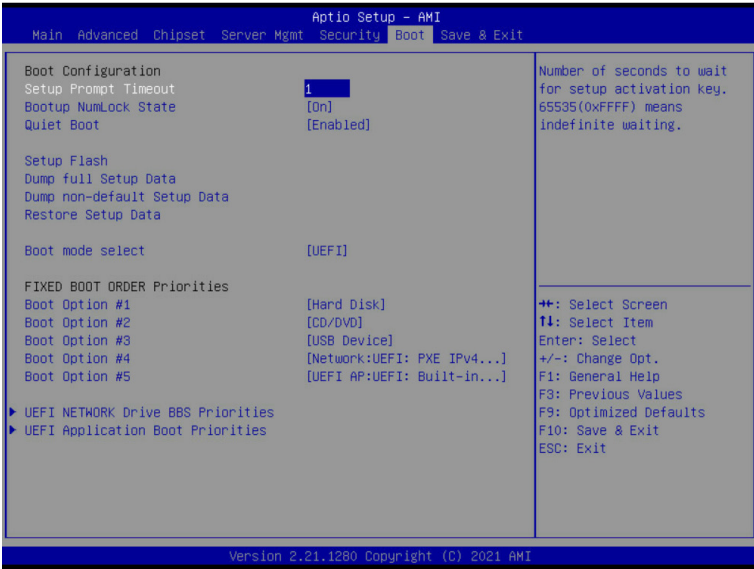 Aptio Setup – AMI
Main Advanced Chipset Server Mgmt Security Boot Save & Exit
Boot Configuration
Setup Prompt Timeout 1
Bootup NumLock State [On]
Quiet Boot [Enabled]
Setup Flash
Dump full Setup Data
Dump non-default Setup Data
Restore Setup Data
Boot mode select [UEFI]
FIXED BOOT ORDER Priorities
Boot Option #1 [Hard Disk]
Boot Option #2 [CD/DVD]
Boot Option #3 [USB Device]
Boot Option #4 [Network:UEFI: PXE IPv4...]
Boot Option #5 [UEFI AP:UEFI: Built-in...]
▶ UEFI NETWORK Drive BBS Priorities
▶ UEFI Application Boot Priorities
Number of seconds to wait
for setup activation key.
65535(0xFFFF) means
indefinite waiting.
→←: Select Screen
↑↓: Select Item
Enter: Select
+/-: Change Opt.
F1: General Help
F3: Previous Values
F9: Optimized Defaults
F10: Save & Exit
ESC: Exit
Version 2.21.1280 Copyright (C) 2021 AMI